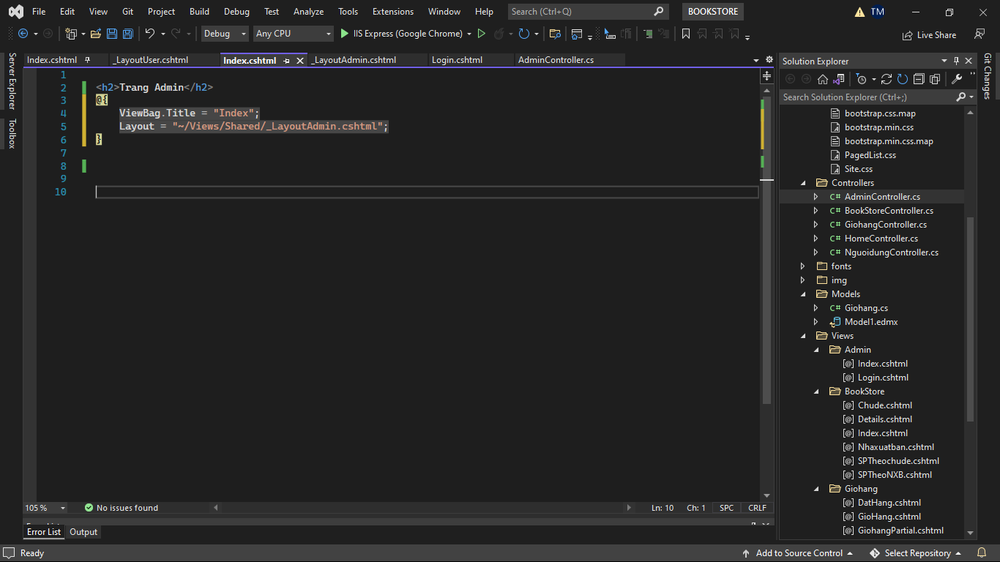 File Edit View Git Project Build Debug Test Analyze Tools Extensions Window Help Search (Ctrl+Q) BOOKSTORE TM
Debug Any CPU IIS Express (Google Chrome) Live Share
Server Explorer
Toolbox
Index.cshtml _LayoutUser.cshtml Index.cshtml _LayoutAdmin.cshtml Login.cshtml AdminController.cs
1
2 <h2>Trang Admin</h2>
3 @{
4 ViewBag.Title = "Index";
5 Layout = "~/Views/Shared/_LayoutAdmin.cshtml";
6 }
7
8
9
10
105 % No issues found Ln: 10 Ch: 1 SPC CRLF
Error List Output
Solution Explorer
Search Solution Explorer (Ctrl+;)
bootstrap.css.map
bootstrap.min.css
bootstrap.min.css.map
PagedList.css
Site.css
Controllers
C# AdminController.cs
C# BookStoreController.cs
C# GiohangController.cs
C# HomeController.cs
C# NguoidungController.cs
fonts
img
Models
C# Giohang.cs
Model1.edmx
Views
Admin
[@] Index.cshtml
[@] Login.cshtml
BookStore
[@] Chude.cshtml
[@] Details.cshtml
[@] Index.cshtml
[@] Nhaxuatban.cshtml
[@] SPTheochude.cshtml
[@] SPTheoNXB.cshtml
Giohang
[@] DatHang.cshtml
[@] GioHang.cshtml
[@] GiohangPartial.cshtml
Git Changes
Ready Add to Source Control Select Repository